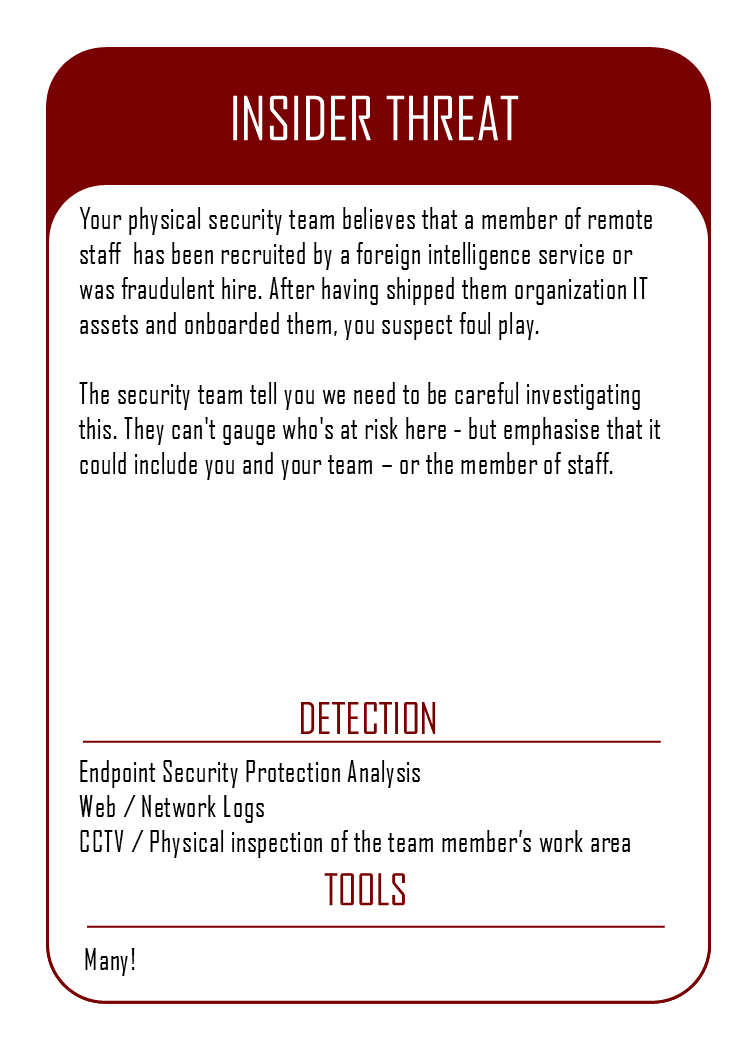 INSIDER THREAT
Your physical security team believes that a member of remote
staff  has been recruited by a foreign intelligence service or
was fraudulent hire. After having shipped them organization IT
assets and onboarded them, you suspect foul play.
The security team tell you we need to be careful investigating
this. They can't gauge who's at risk here - but emphasise that it
could include you and your team – or the member of staff.
DETECTION
Endpoint Security Protection Analysis
Web / Network Logs
CCTV / Physical inspection of the team member’s work area
TOOLS
Many!